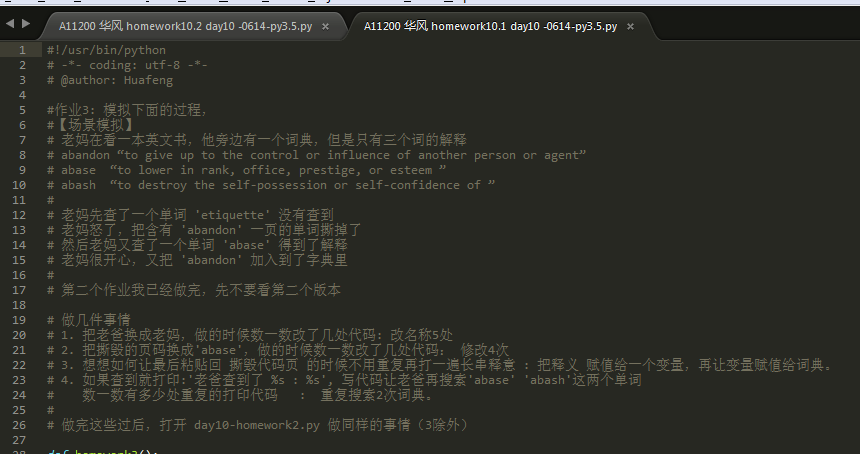 A11200 华风 homework10.2 day10 -0614-py3.5.py × A11200 华风 homework10.1 day10 -0614-py3.5.py ×
1 #!/usr/bin/python
2 # -*- coding: utf-8 -*-
3 # @author: Huafeng
4
5 #作业3: 模拟下面的过程,
6 #【场景模拟】
7 # 老妈在看一本英文书, 他旁边有一个词典, 但是只有三个词的解释
8 # abandon “to give up to the control or influence of another person or agent”
9 # abase “to lower in rank, office, prestige, or esteem ”
10 # abash “to destroy the self-possession or self-confidence of ”
11 #
12 # 老妈先查了一个单词 'etiquette' 没有查到
13 # 老妈怒了, 把含有 'abandon' 一页的单词撕掉了
14 # 然后老妈又查了一个单词 'abase' 得到了解释
15 # 老妈很开心, 又把 'abandon' 加入到了字典里
16 #
17 # 第二个作业我已经做完, 先不要看第二个版本
18
19 # 做几件事情
20 # 1. 把老爸换成老妈, 做的时候数一数改了几处代码: 改名称5处
21 # 2. 把撕毁的页码换成'abase', 做的时候数一数改了几处代码: 修改4次
22 # 3. 想想如何让最后粘贴回 撕毁代码页 的时候不用重复再打一遍长串释意 : 把释义 赋值给一个变量, 再让变量赋值给词典。
23 # 4. 如果查到就打印:'老爸查到了 %s : %s', 写代码让老爸再搜索'abase' 'abash'这两个单词
24 # 数一数有多少处重复的打印代码 : 重复搜索2次词典。
25 #
26 # 做完这些过后, 打开 day10-homework2.py 做同样的事情 (3除外)
27